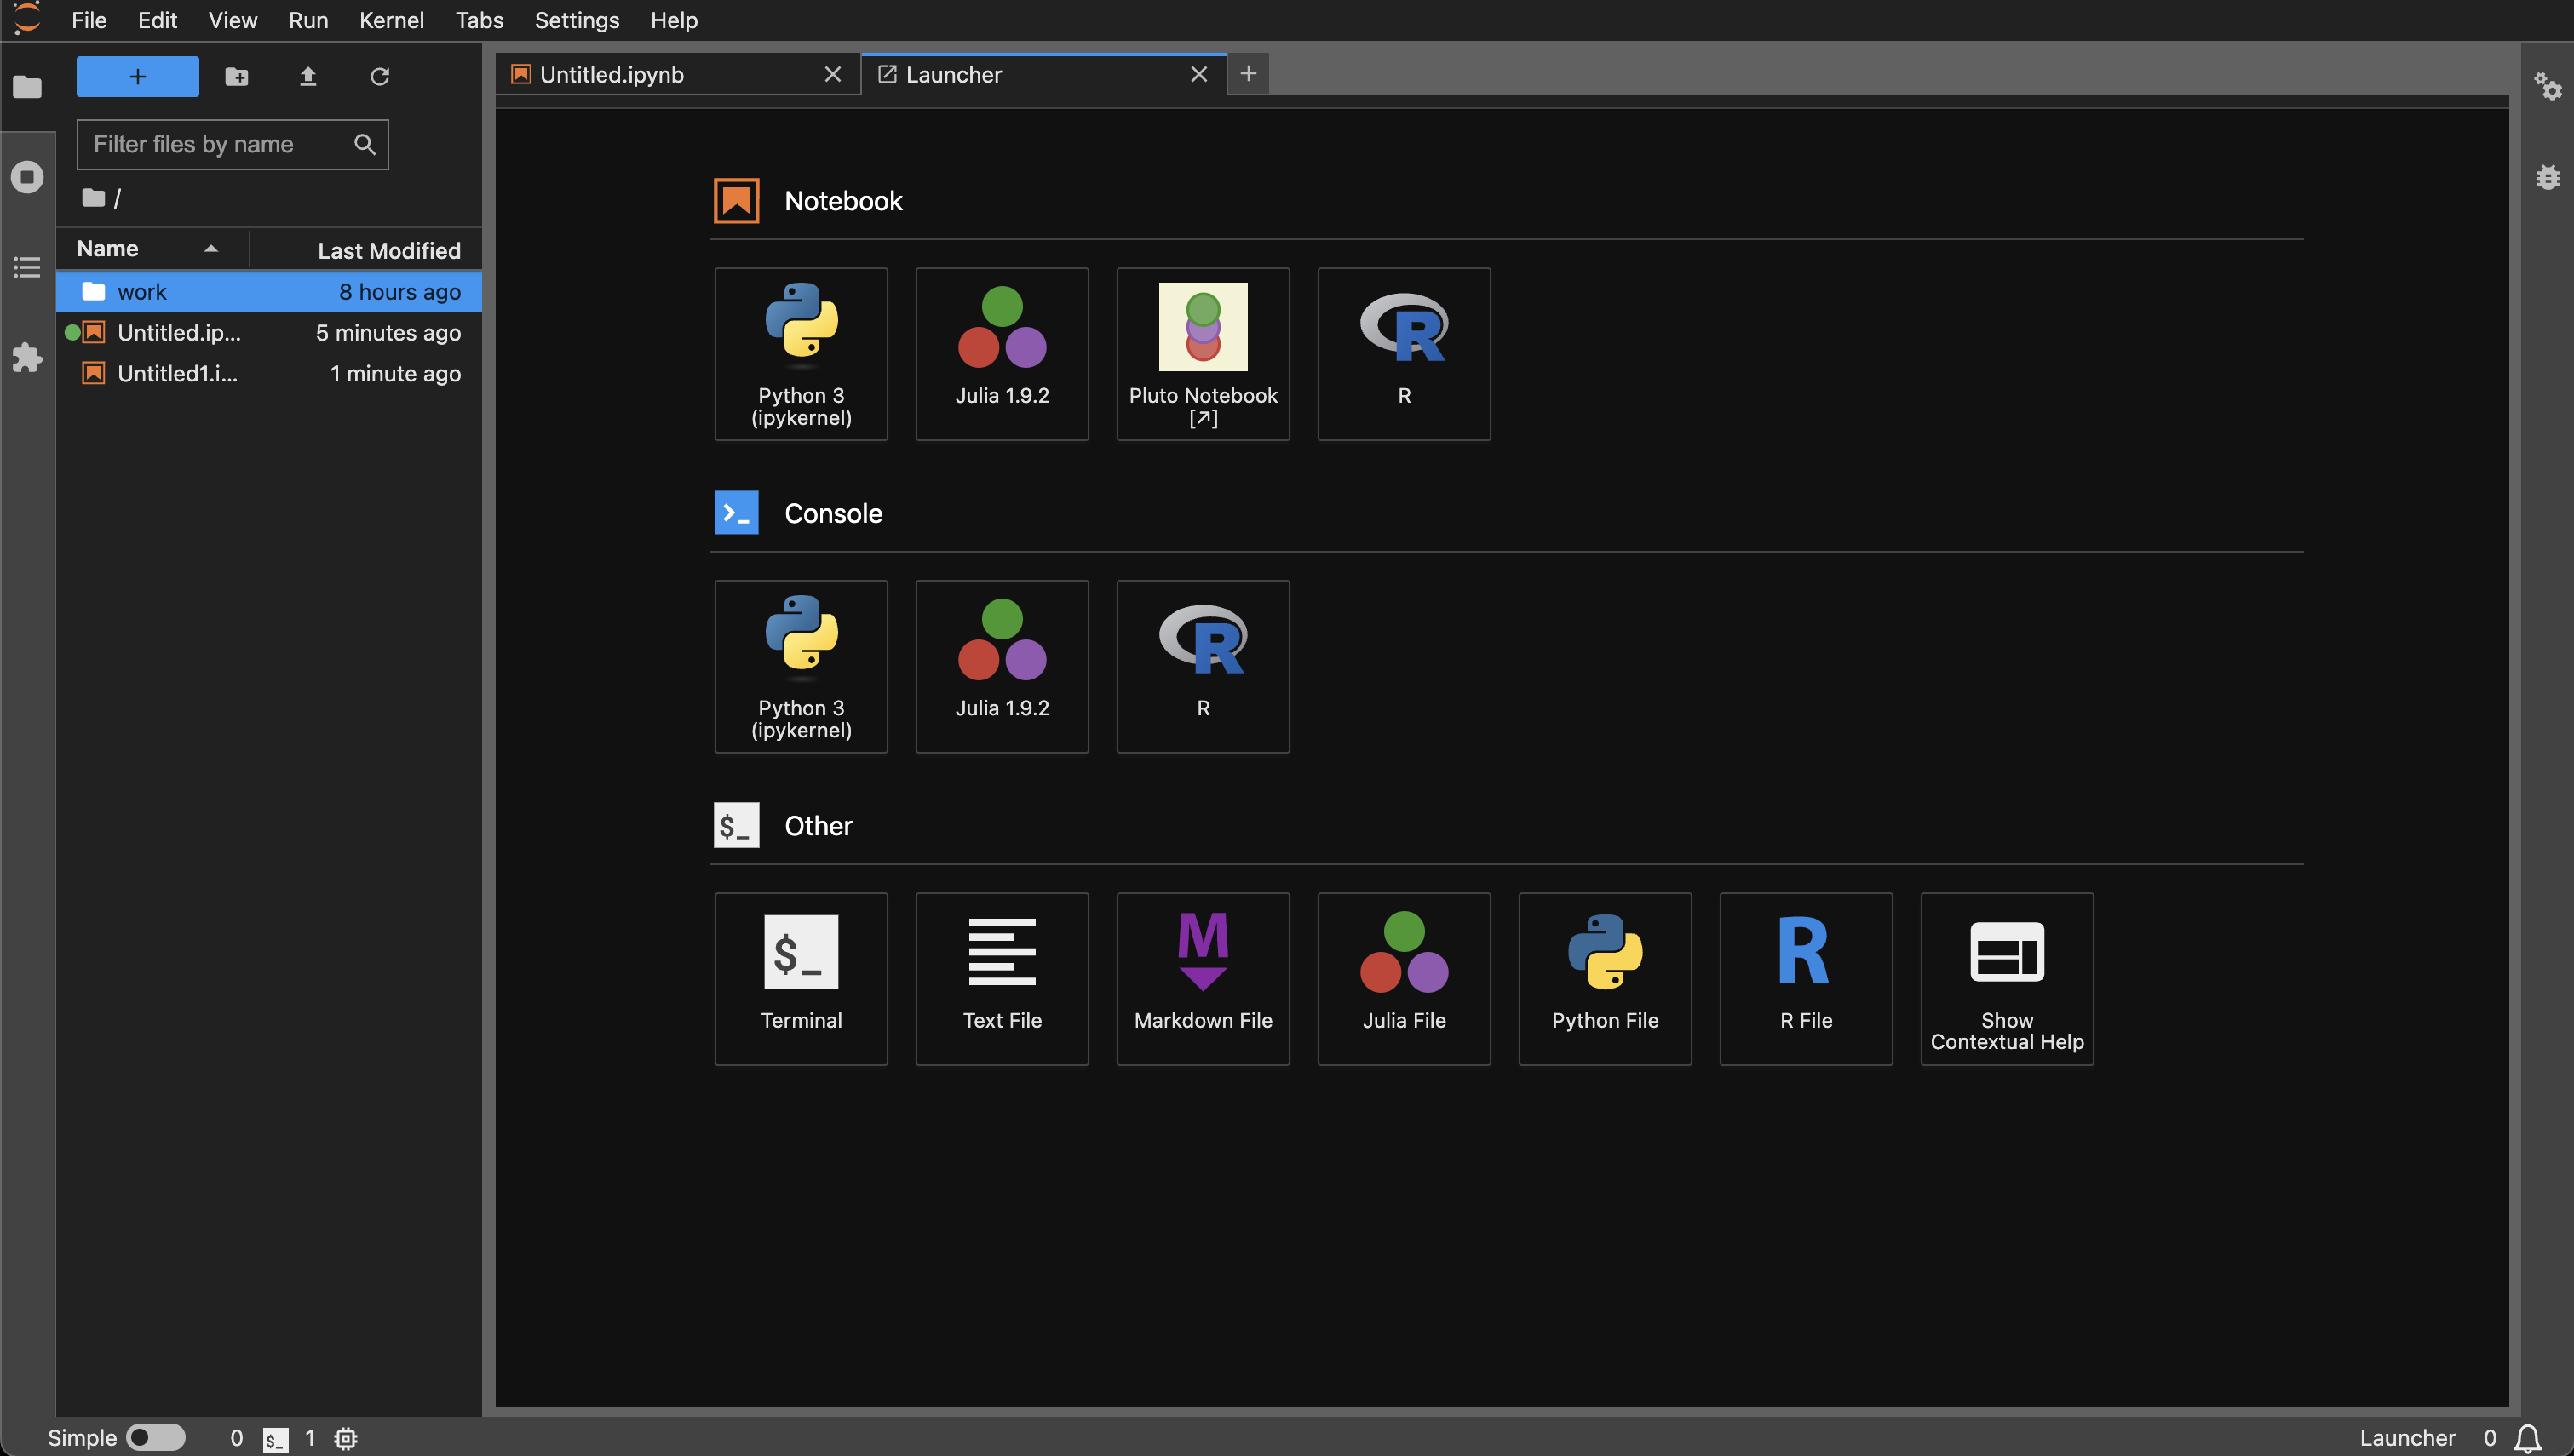 File Edit View Run Kernel Tabs Settings Help
+
Filter files by name
/
Name Last Modified
work 8 hours ago
Untitled.ip... 5 minutes ago
Untitled1.i... 1 minute ago
Untitled.ipynb
Launcher
Notebook
Python 3
(ipykernel)
Julia 1.9.2
Pluto Notebook
[↗]
R
Console
>_
Python 3
(ipykernel)
Julia 1.9.2
R
$_
Other
$_
Terminal
Text File
M
Markdown File
Julia File
Python File
R
R File
Show
Contextual Help
Simple 0 $_ 1
Launcher 0